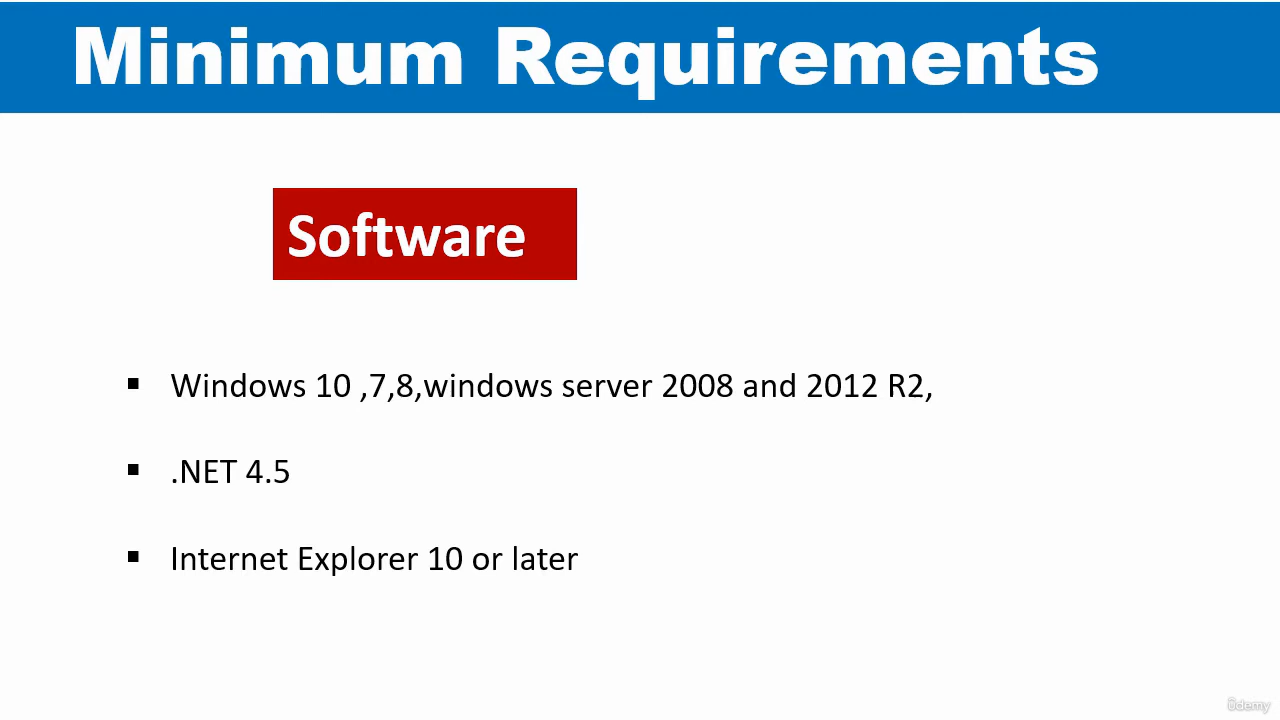 Minimum Requirements
Software
▪ Windows 10 ,7,8,windows server 2008 and 2012 R2,
▪ .NET 4.5
▪ Internet Explorer 10 or later
ûdemy